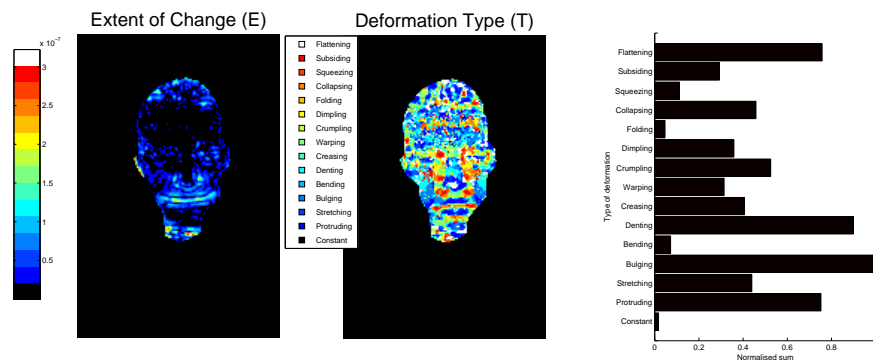 Extent of Change (E)
x 10⁻⁷
3
2.5
2
1.5
1
0.5
Deformation Type (T)
Flattening
Subsiding
Squeezing
Collapsing
Folding
Dimpling
Crumpling
Warping
Creasing
Denting
Bending
Bulging
Stretching
Protruding
Constant
Type of deformation
Flattening
Subsiding
Squeezing
Collapsing
Folding
Dimpling
Crumpling
Warping
Creasing
Denting
Bending
Bulging
Stretching
Protruding
Constant
0 0.2 0.4 0.6 0.8
Normalised sum